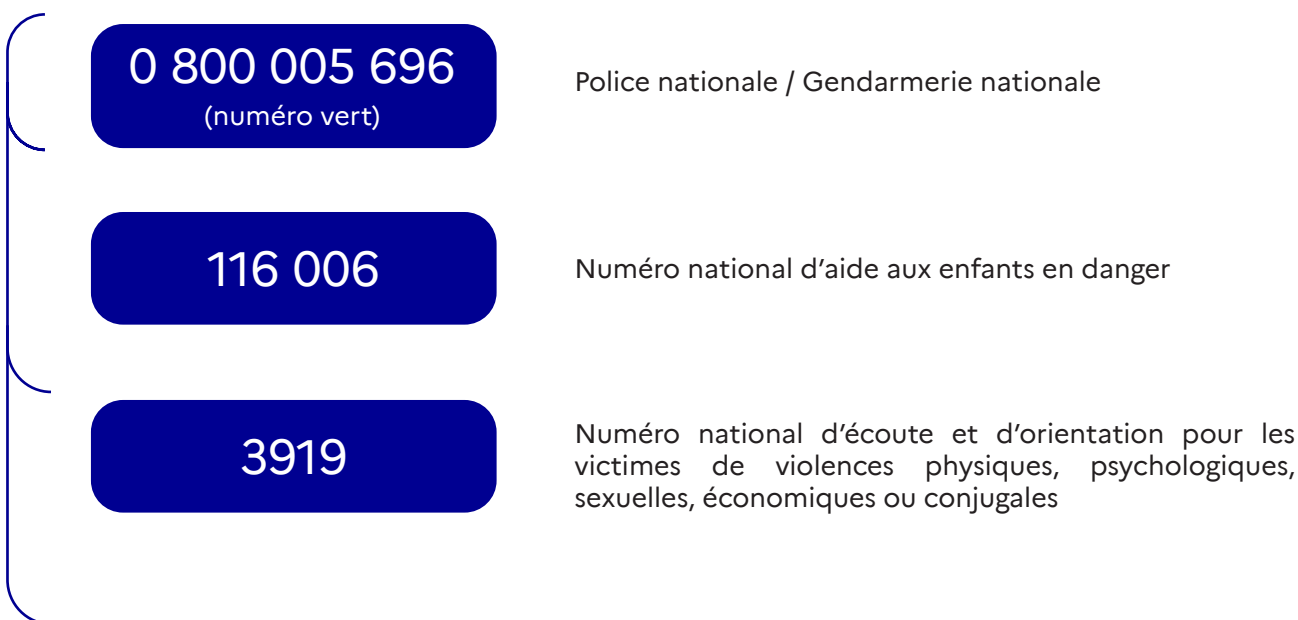 0 800 005 696
(numéro vert)
Police nationale / Gendarmerie nationale
116 006
Numéro national d’aide aux enfants en danger
3919
Numéro national d’écoute et d’orientation pour les
victimes de violences physiques, psychologiques,
sexuelles, économiques ou conjugales